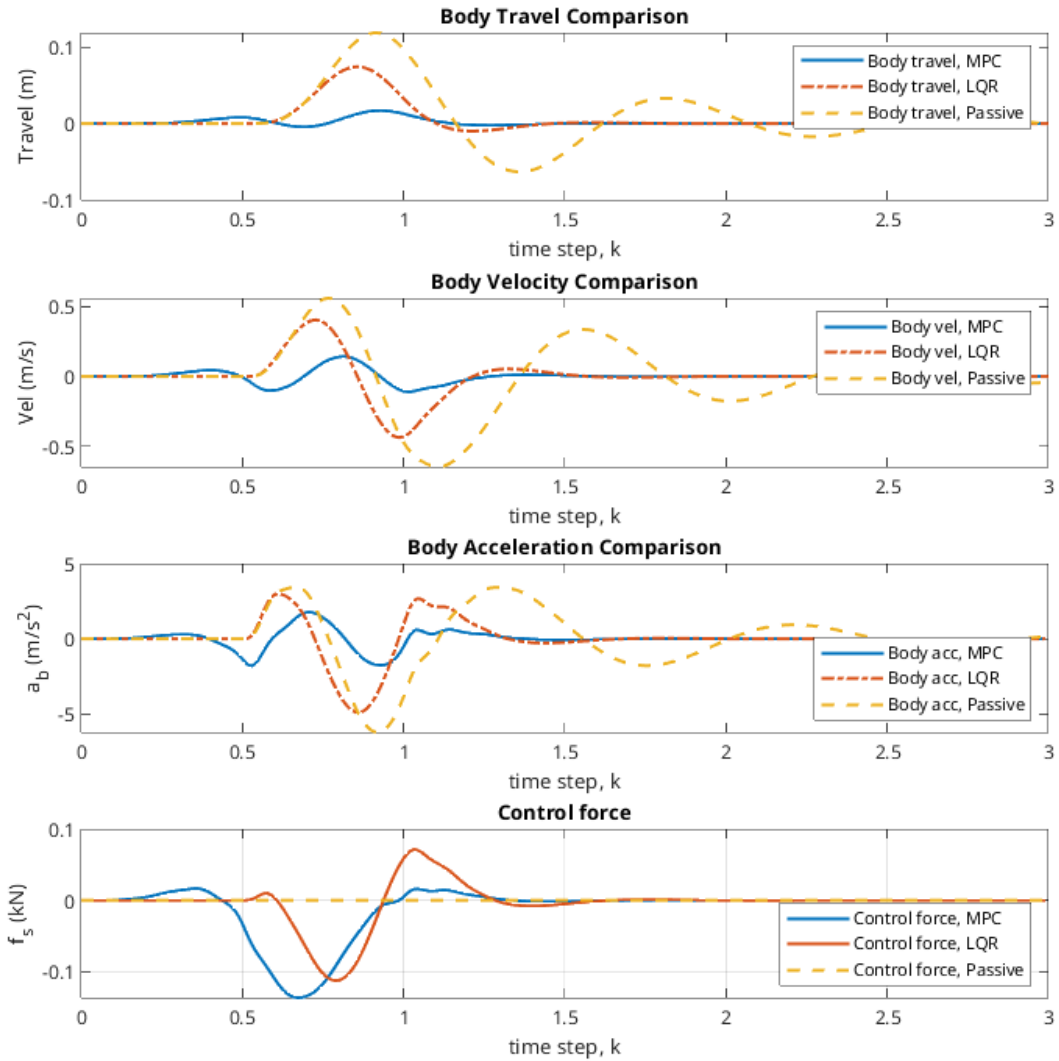 Body Travel Comparison
0.1
0
-0.1
Travel (m)
Body travel, MPC
Body travel, LQR
Body travel, Passive
0 0.5 1 1.5 2 2.5 3
time step, k
Body Velocity Comparison
0.5
0
-0.5
Vel (m/s)
Body vel, MPC
Body vel, LQR
Body vel, Passive
0 0.5 1 1.5 2 2.5 3
time step, k
Body Acceleration Comparison
5
0
-5
a_b (m/s²)
Body acc, MPC
Body acc, LQR
Body acc, Passive
0 0.5 1 1.5 2 2.5 3
time step, k
Control force
0.1
0
-0.1
f_s (kN)
Control force, MPC
Control force, LQR
Control force, Passive
0 0.5 1 1.5 2 2.5 3
time step, k